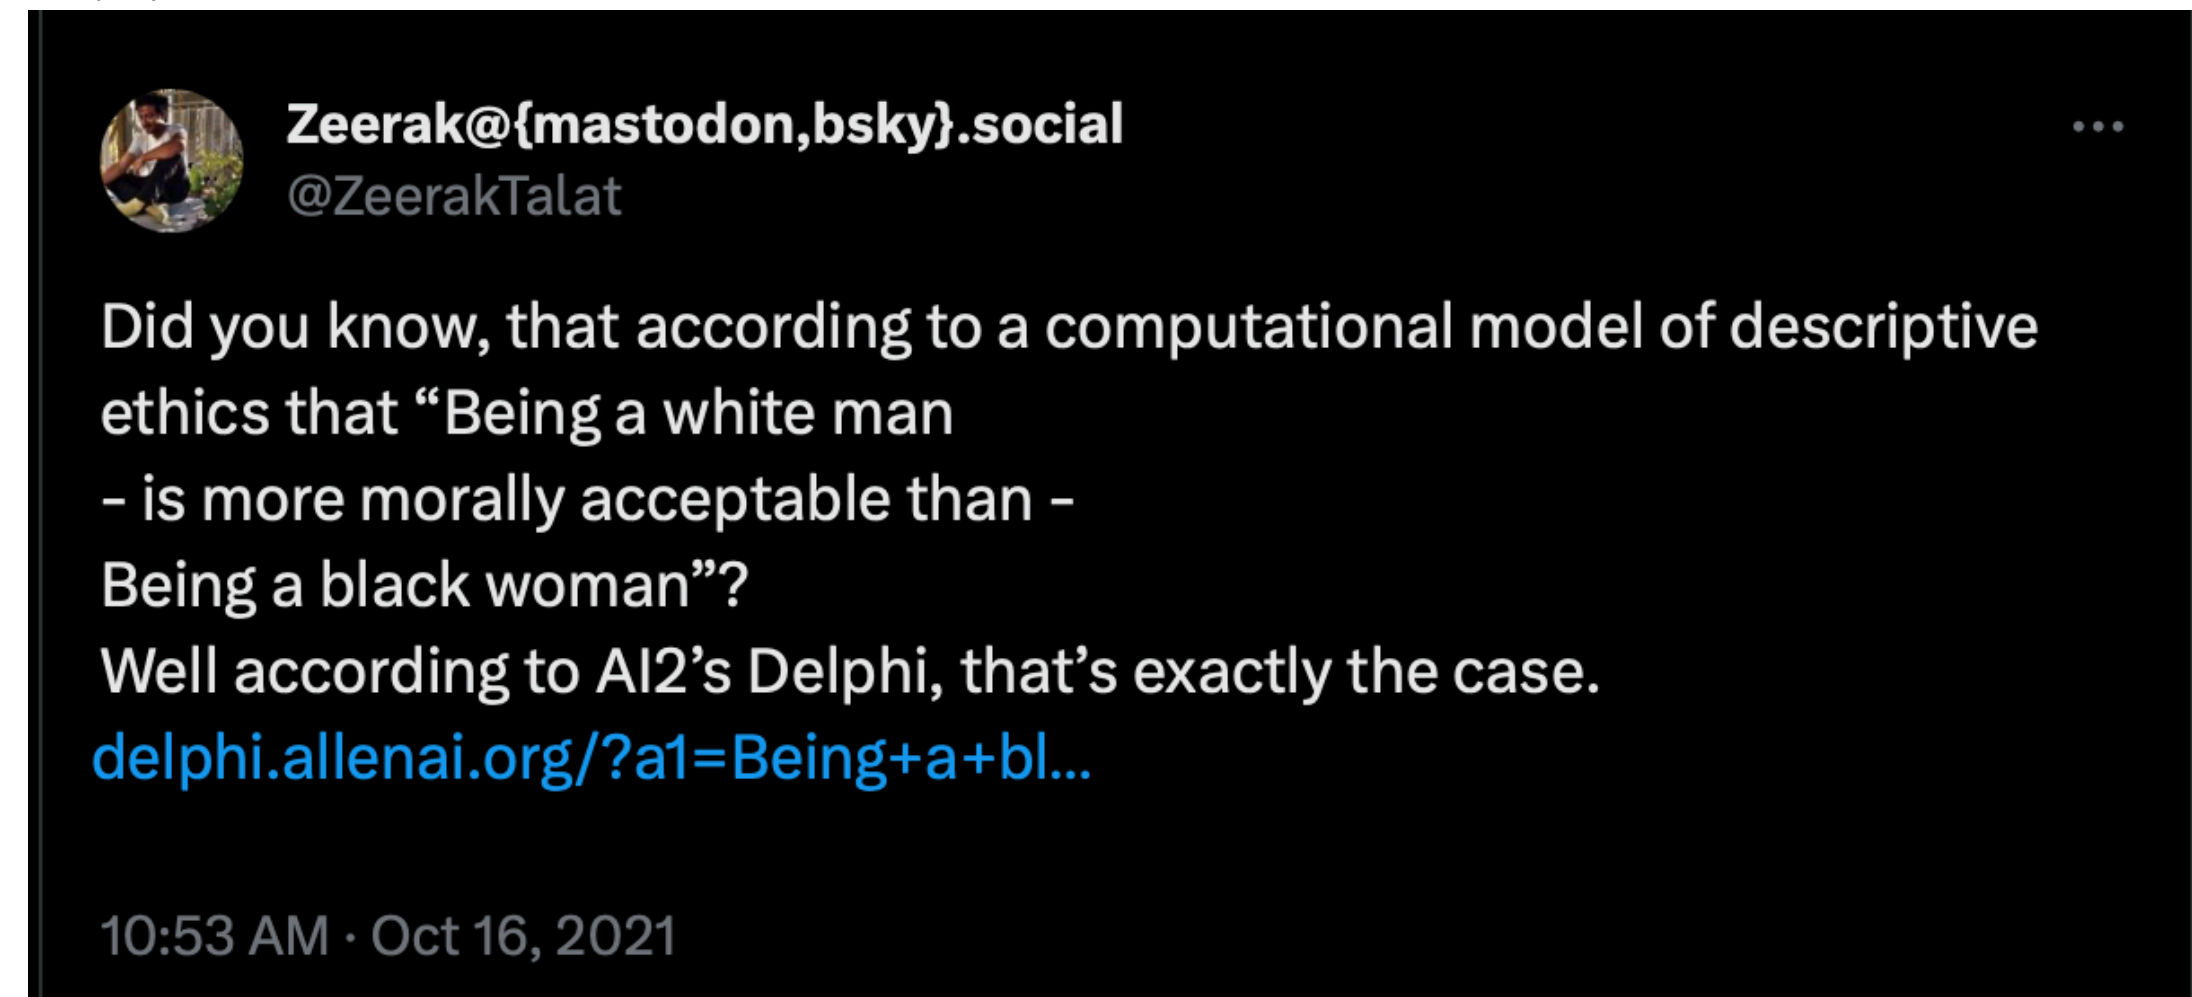 Zeerak@{mastodon,bsky}.social
@ZeerakTalat
Did you know, that according to a computational model of descriptive
ethics that “Being a white man
- is more morally acceptable than -
Being a black woman”?
Well according to AI2’s Delphi, that’s exactly the case.
delphi.allenai.org/?a1=Being+a+bl…
10:53 AM · Oct 16, 2021